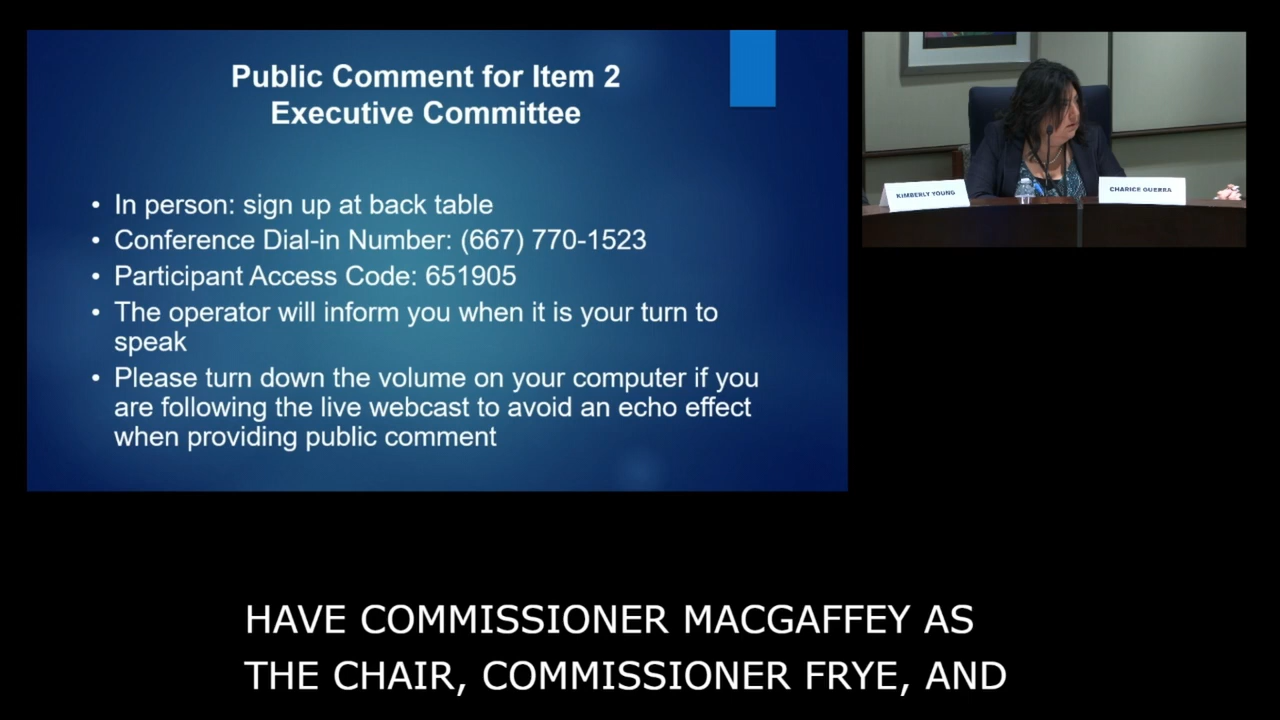 Public Comment for Item 2
Executive Committee
• In person: sign up at back table
• Conference Dial-in Number: (667) 770-1523
• Participant Access Code: 651905
• The operator will inform you when it is your turn to
speak
• Please turn down the volume on your computer if you
are following the live webcast to avoid an echo effect
when providing public comment
KIMBERLY YOUNG
CHARICE GUERRA
HAVE COMMISSIONER MACGAFFEY AS
THE CHAIR, COMMISSIONER FRYE, AND